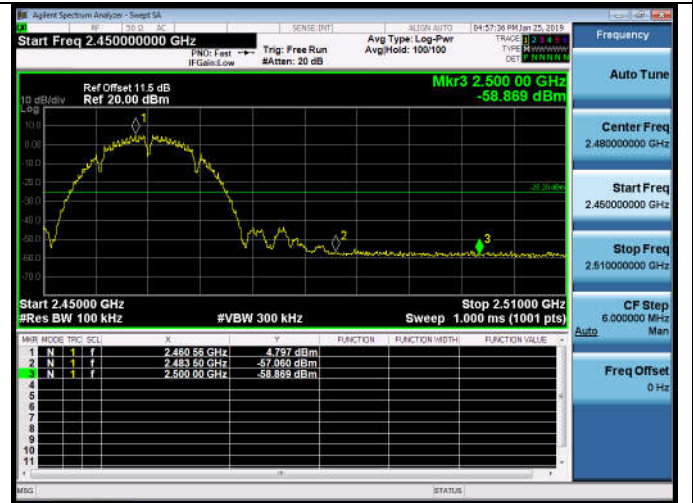 Agilent Spectrum Analyzer - Swept SA
RF 50 Ω AC SENSE:INT ALIGN AUTO 04:57:36 PM Jan 25, 2019
Start Freq 2.450000000 GHz
PNO: Fast
IFGain:Low
Trig: Free Run
#Atten: 20 dB
Avg Type: Log-Pwr
Avg|Hold: 100/100
TRACE 1 2 3 4 5 6
TYPE M
DET P N N N N N
Ref Offset 11.5 dB
Ref 20.00 dBm
Mkr3 2.500 00 GHz
-58.869 dBm
10 dB/div
Log
10.0
0.00
-10.0
-20.0
-30.0
-40.0
-50.0
-60.0
-70.0
1
2
3
-25.20 dBm
Start 2.45000 GHz
#Res BW 100 kHz
#VBW 300 kHz
Stop 2.51000 GHz
Sweep 1.000 ms (1001 pts)
MKR MODE TRC SCL X Y FUNCTION FUNCTION WIDTH FUNCTION VALUE
1 N 1 f 2.460 56 GHz 4.797 dBm
2 N 1 f 2.483 50 GHz -57.060 dBm
3 N 1 f 2.500 00 GHz -58.869 dBm
4
5
6
7
8
9
10
11
MSG STATUS
Frequency
Auto Tune
Center Freq
2.480000000 GHz
Start Freq
2.450000000 GHz
Stop Freq
2.510000000 GHz
CF Step
6.000000 MHz
Auto Man
Freq Offset
0 Hz